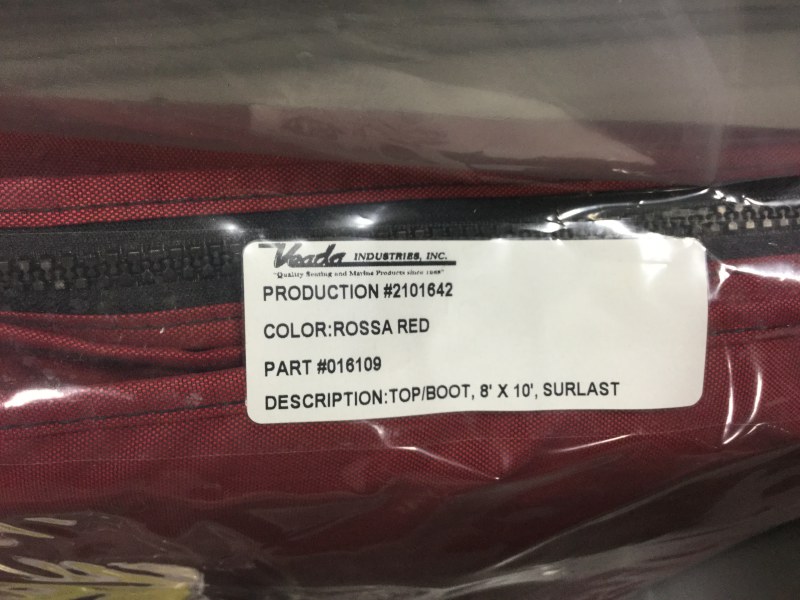 Veada INDUSTRIES, INC.
"Quality Seating and Marine Products since 1968"
PRODUCTION #2101642
COLOR:ROSSA RED
PART #016109
DESCRIPTION:TOP/BOOT, 8' X 10', SURLAST